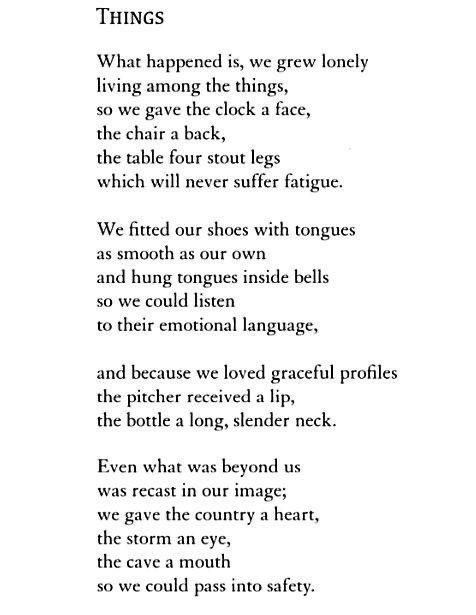 THINGS
What happened is, we grew lonely
living among the things,
so we gave the clock a face,
the chair a back,
the table four stout legs
which will never suffer fatigue.
We fitted our shoes with tongues
as smooth as our own
and hung tongues inside bells
so we could listen
to their emotional language,
and because we loved graceful profiles
the pitcher received a lip,
the bottle a long, slender neck.
Even what was beyond us
was recast in our image;
we gave the country a heart,
the storm an eye,
the cave a mouth
so we could pass into safety.